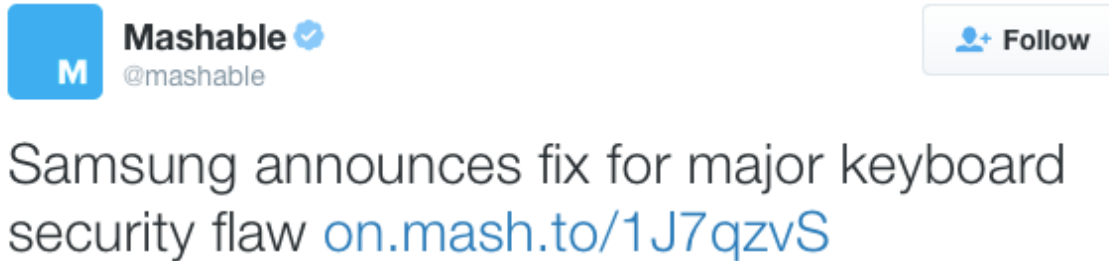 Mashable
@mashable
M
Follow
Samsung announces fix for major keyboard
security flaw on.mash.to/1J7qzvS